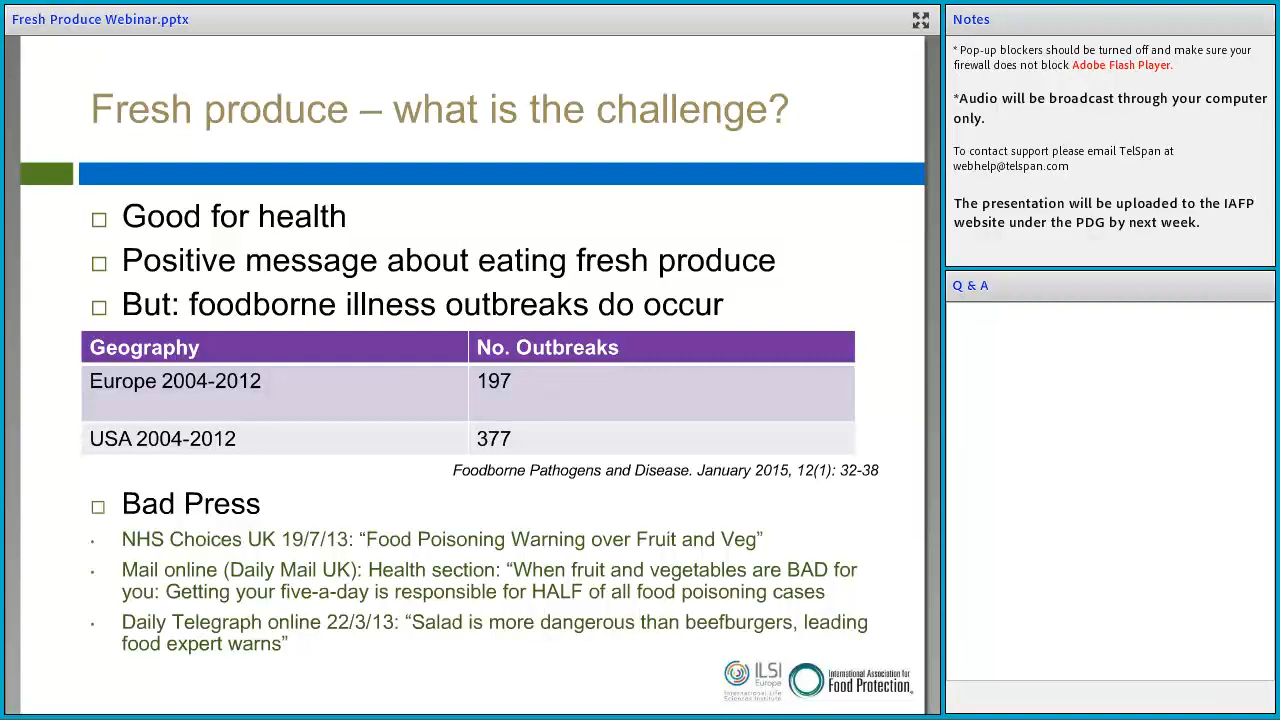 Fresh Produce Webinar.pptx
Fresh produce – what is the challenge?
Good for health
Positive message about eating fresh produce
But: foodborne illness outbreaks do occur
Geography No. Outbreaks
Europe 2004-2012 197
USA 2004-2012 377
Foodborne Pathogens and Disease. January 2015, 12(1): 32-38
Bad Press
NHS Choices UK 19/7/13: “Food Poisoning Warning over Fruit and Veg”
Mail online (Daily Mail UK): Health section: “When fruit and vegetables are BAD for
you: Getting your five-a-day is responsible for HALF of all food poisoning cases
Daily Telegraph online 22/3/13: “Salad is more dangerous than beefburgers, leading
food expert warns”
ILSI
Europe
International Life
Sciences Institute
International Association for
Food Protection®
Notes
* Pop-up blockers should be turned off and make sure your
firewall does not block Adobe Flash Player.
*Audio will be broadcast through your computer
only.
To contact support please email TelSpan at
webhelp@telspan.com
The presentation will be uploaded to the IAFP
website under the PDG by next week.
Q & A